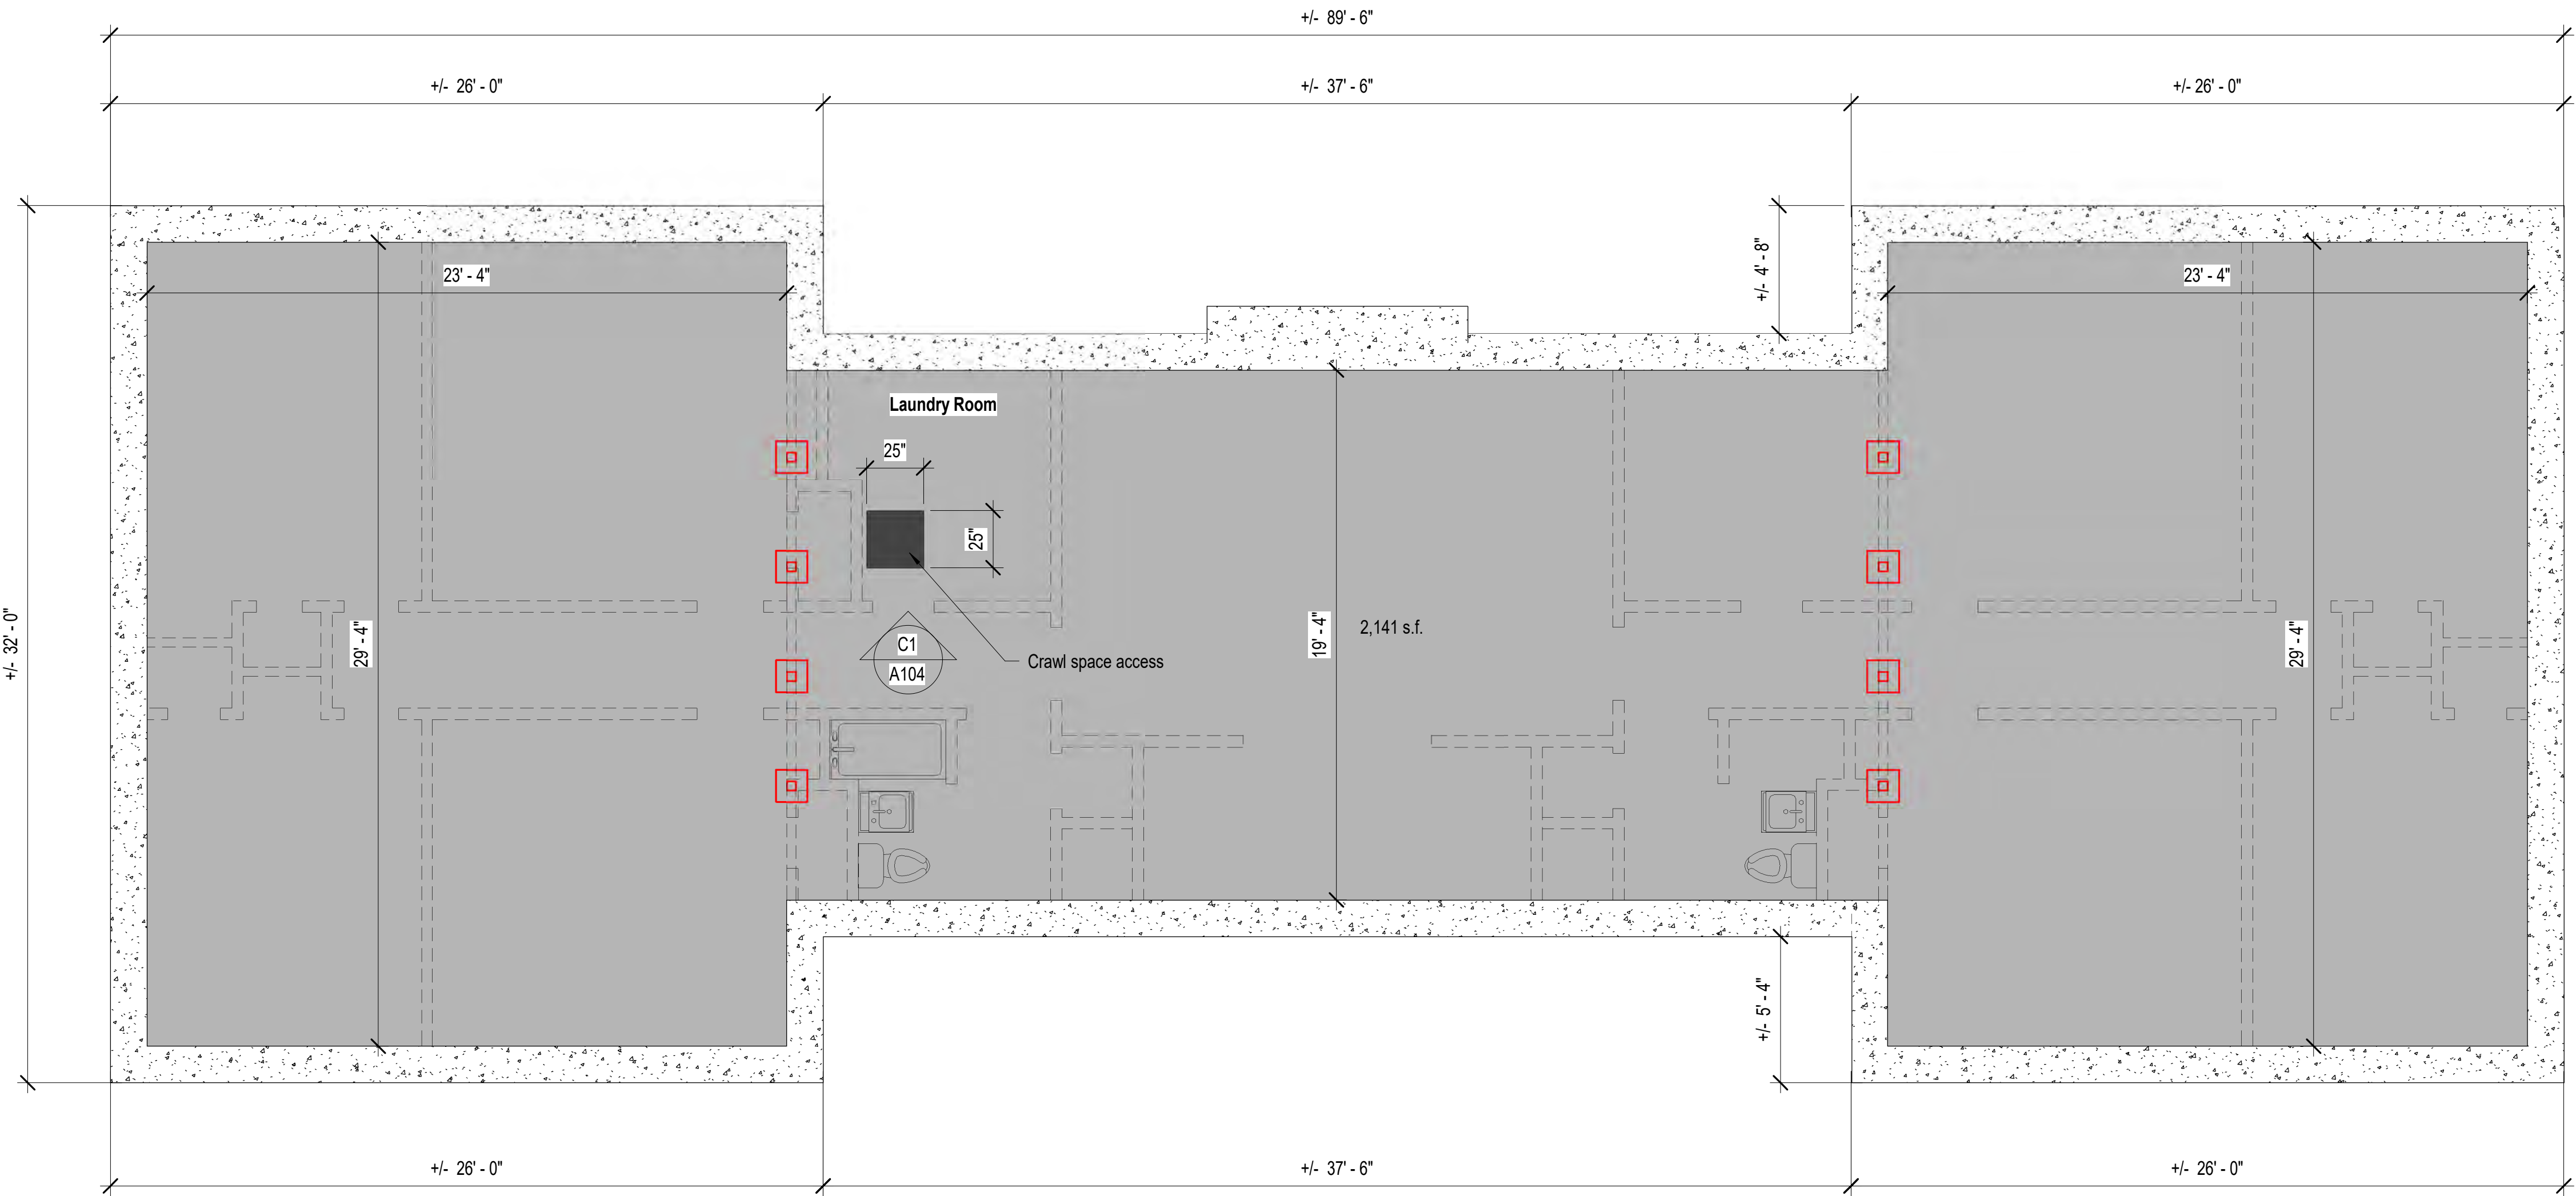 +/- 89' - 6"
+/- 26' - 0"
+/- 37' - 6"
+/- 26' - 0"
+/- 4' - 8"
23' - 4"
23' - 4"
Laundry Room
25"
25"
+/- 32' - 0"
29' - 4"
19' - 4"
2,141 s.f.
29' - 4"
C1
A104
Crawl space access
+/- 5' - 4"
+/- 26' - 0"
+/- 37' - 6"
+/- 26' - 0"